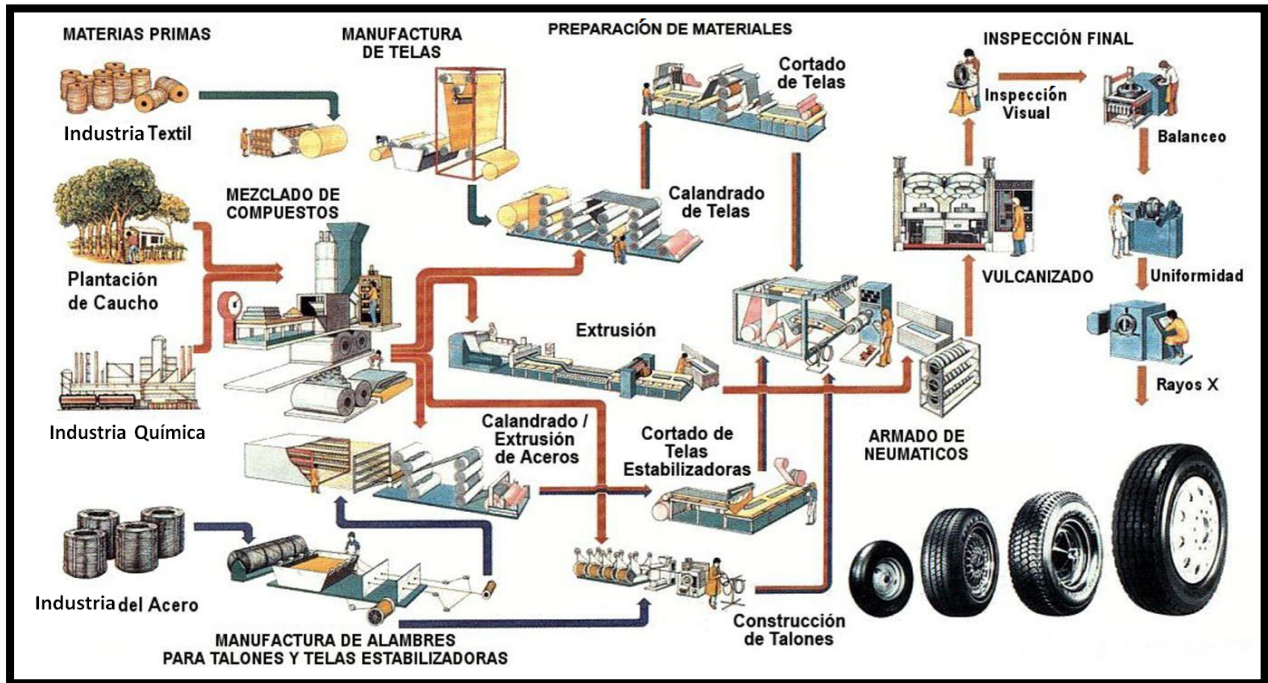 MATERIAS PRIMAS
Industria Textil
Plantación
de Caucho
Industria Química
Industria del Acero
MANUFACTURA
DE TELAS
MEZCLADO DE
COMPUESTOS
PREPARACIÓN DE MATERIALES
Cortado
de Telas
Calandrado
de Telas
Extrusión
Calandrado /
Extrusión
de Aceros
Cortado de
Telas
Estabilizadoras
MANUFACTURA DE ALAMBRES
PARA TALONES Y TELAS ESTABILIZADORAS
Construcción
de Talones
ARMADO DE
NEUMATICOS
VULCANIZADO
INSPECCIÓN FINAL
Inspección
Visual
Balanceo
Uniformidad
Rayos X